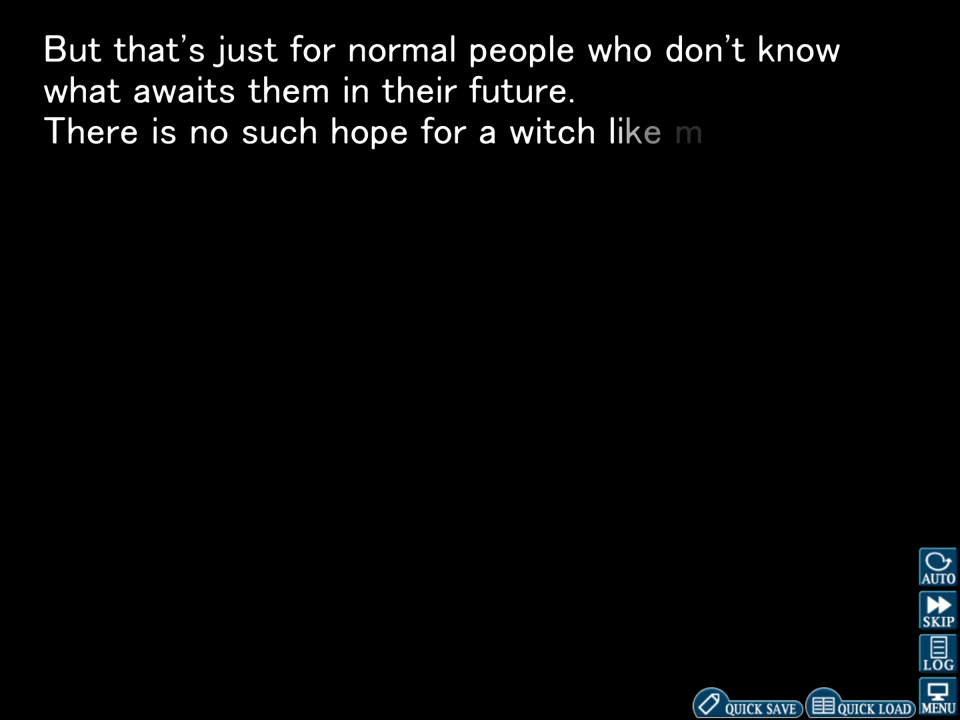 But that's just for normal people who don't know
what awaits them in their future.
There is no such hope for a witch like m
AUTO
SKIP
LOG
QUICK SAVE
QUICK LOAD
MENU